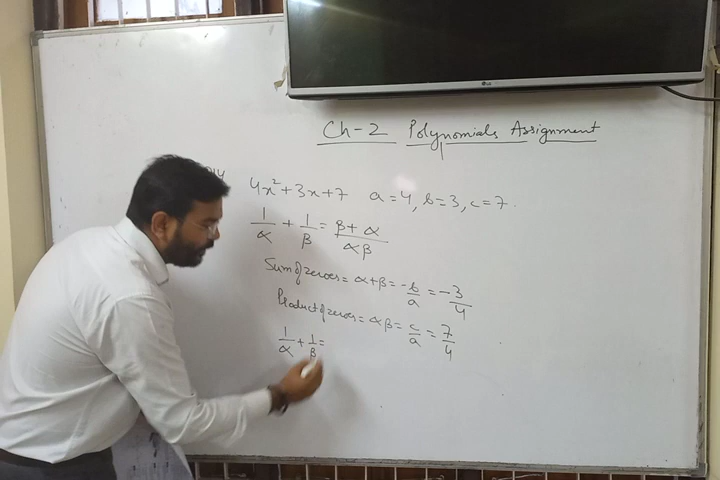 LG
Ch-2 Polynomials Assignment
4x²+3x+7 a=4, b=3, c=7.
1/α + 1/β = β+α/αβ
Sum of zeroes = α+β = -b/a = -3/4
Product of zeroes = αβ = c/a = 7/4
1/α + 1/β =